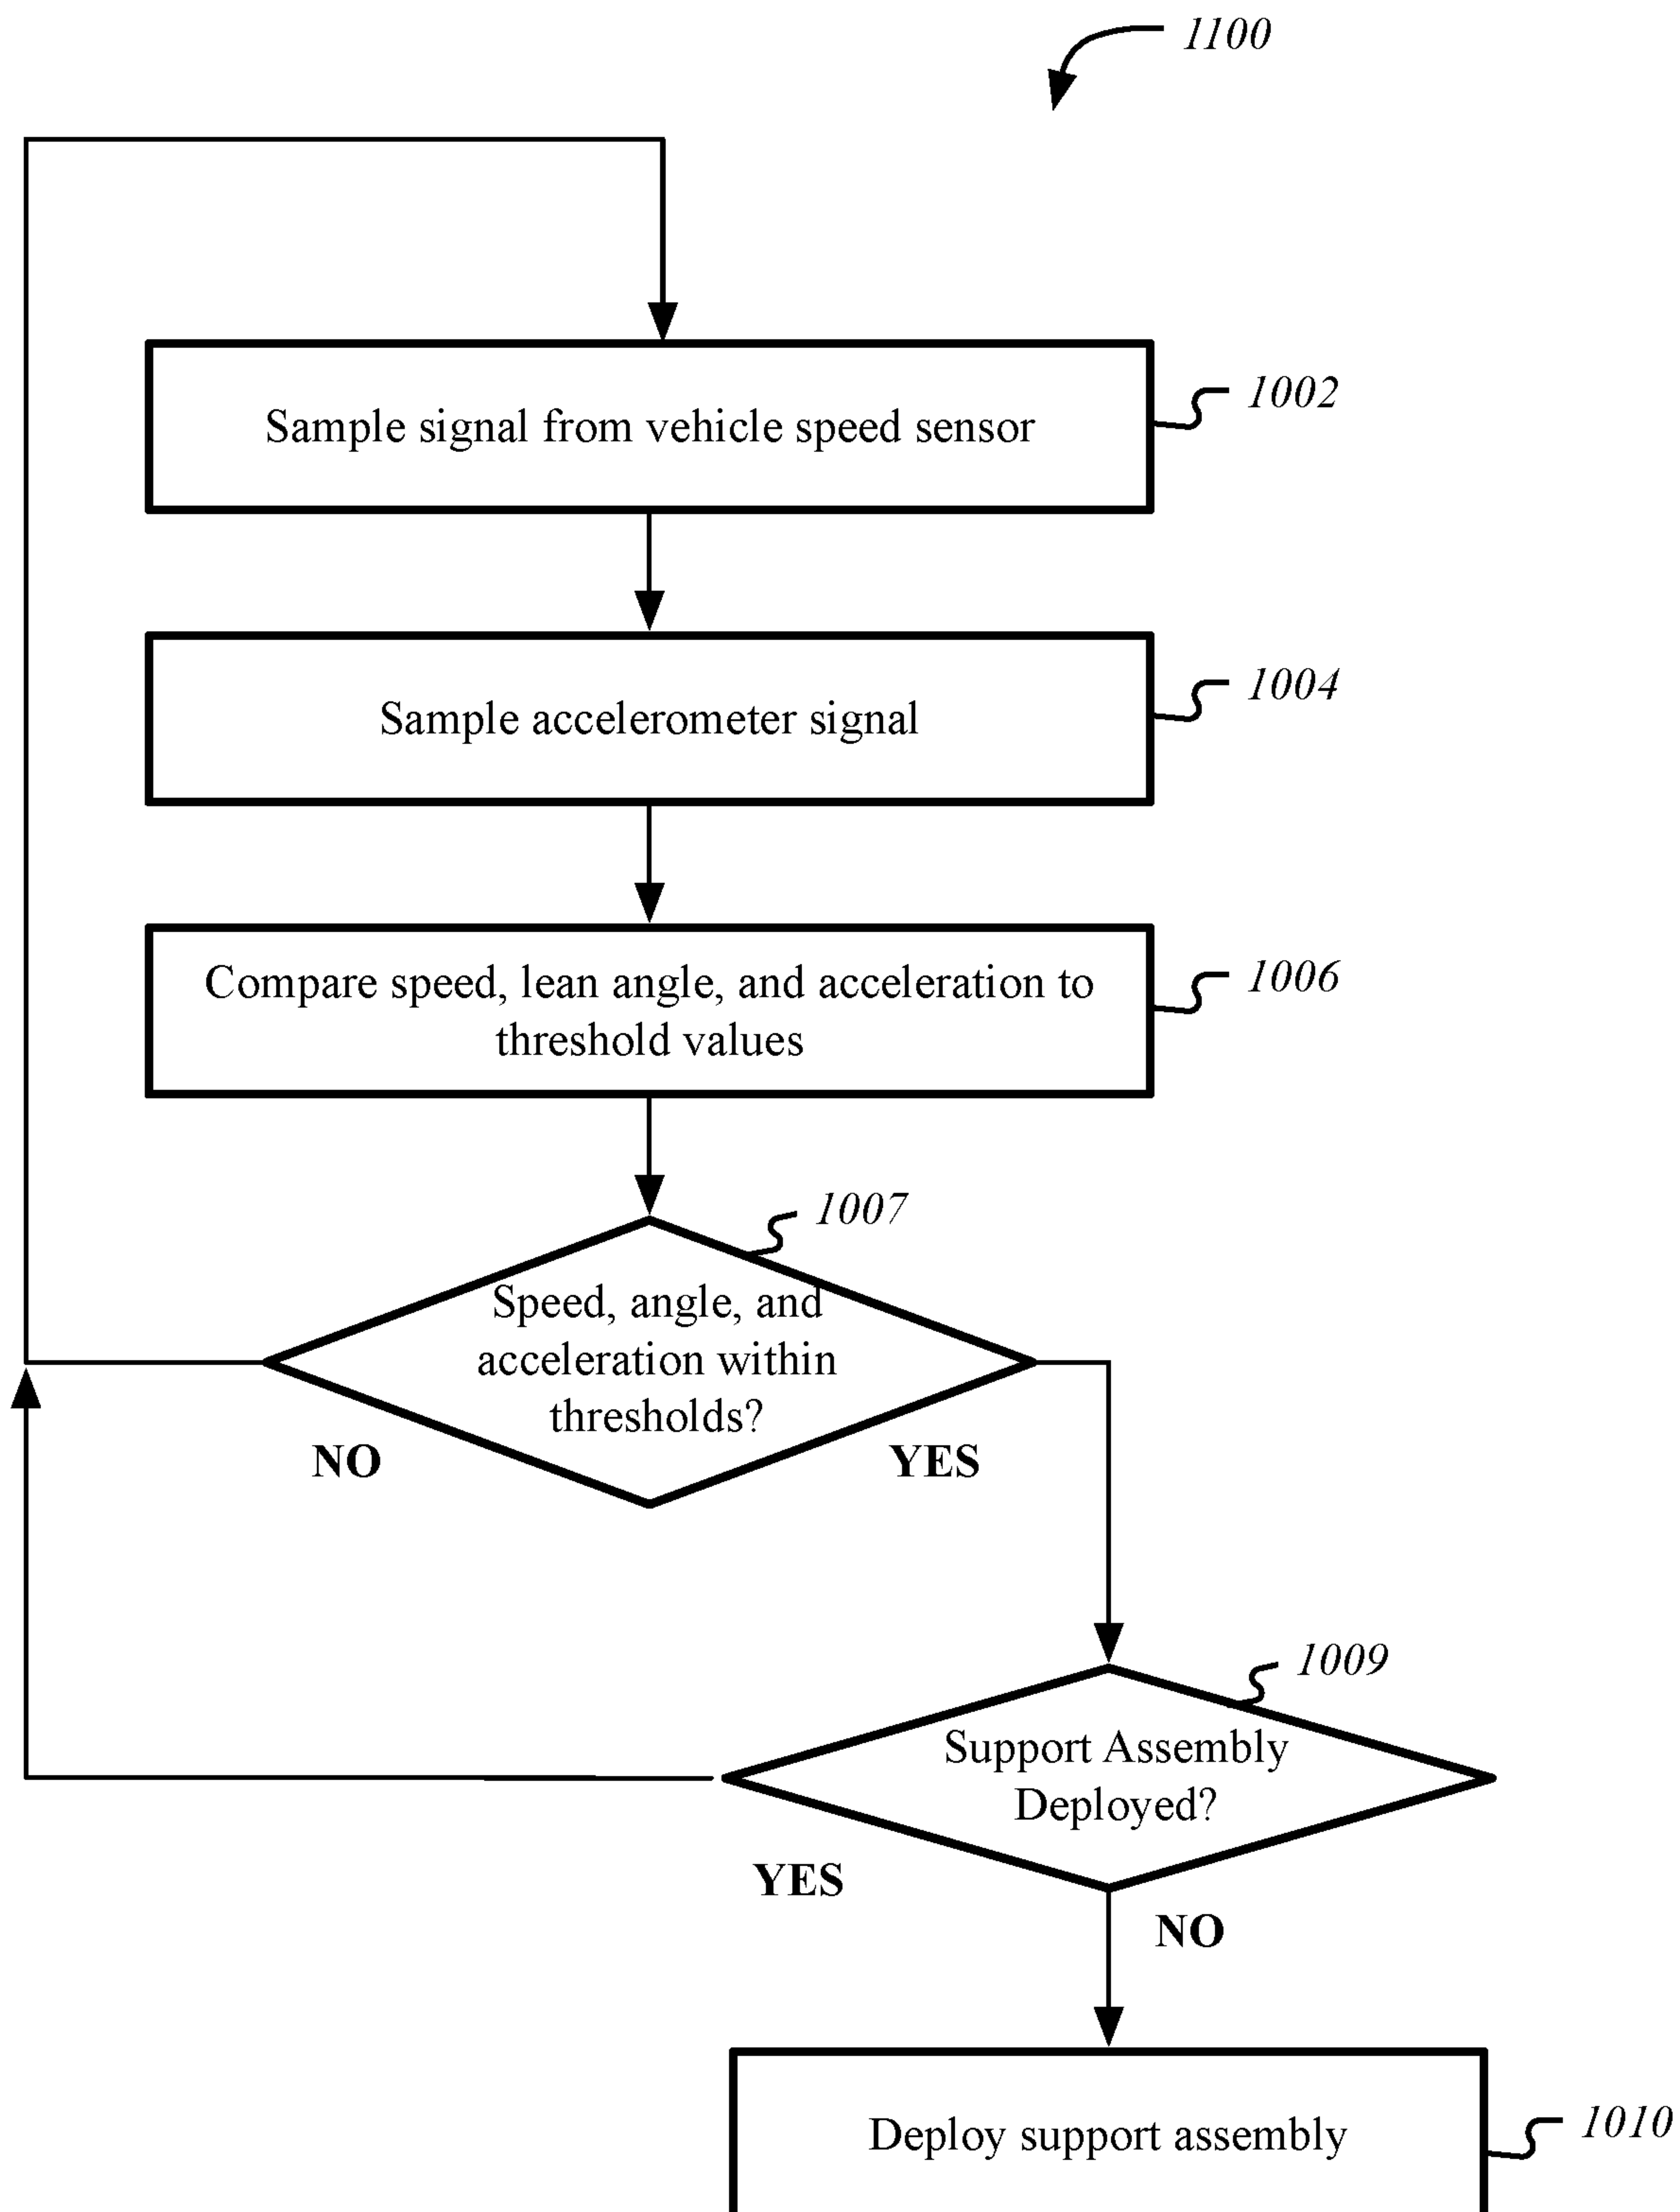 1100
Sample signal from vehicle speed sensor
1002
Sample accelerometer signal
1004
Compare speed, lean angle, and acceleration to
threshold values
1006
1007
Speed, angle, and
acceleration within
thresholds?
NO
YES
1009
Support Assembly
Deployed?
YES
NO
Deploy support assembly
1010